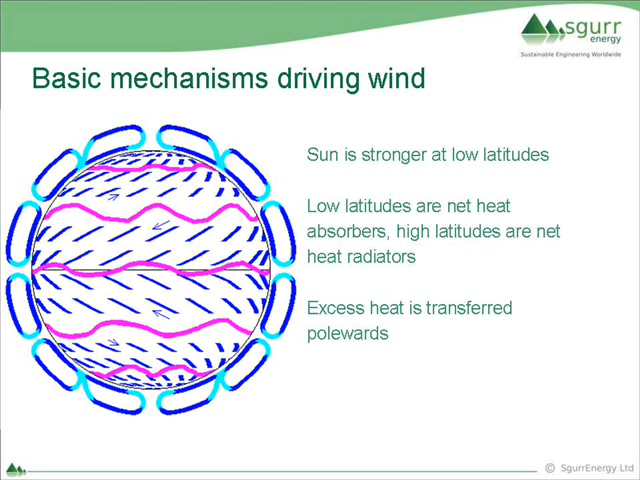 sgurr
energy
Sustainable Engineering Worldwide
Basic mechanisms driving wind
Sun is stronger at low latitudes
Low latitudes are net heat
absorbers, high latitudes are net
heat radiators
Excess heat is transferred
polewards
© SgurrEnergy Ltd